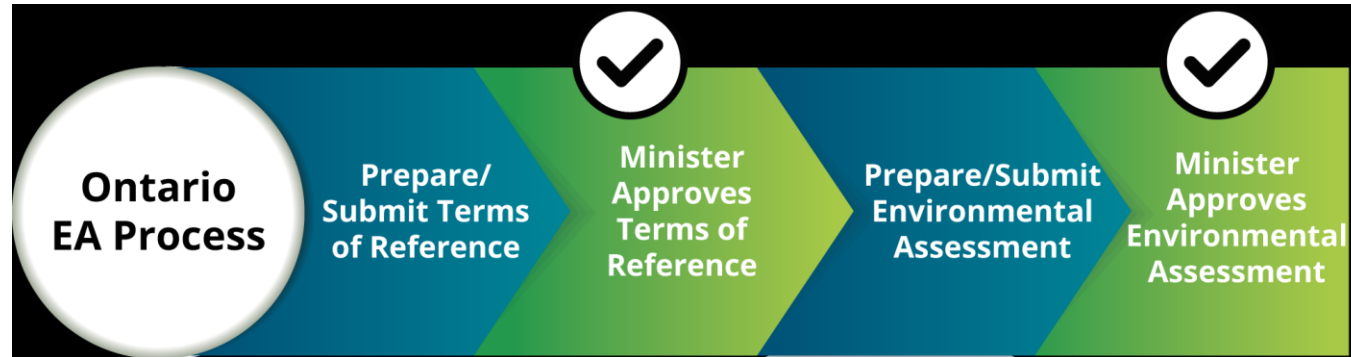 Ontario
EA Process
Prepare/
Submit Terms
of Reference
Minister
Approves
Terms of
Reference
Prepare/Submit
Environmental
Assessment
Minister
Approves
Environmental
Assessment